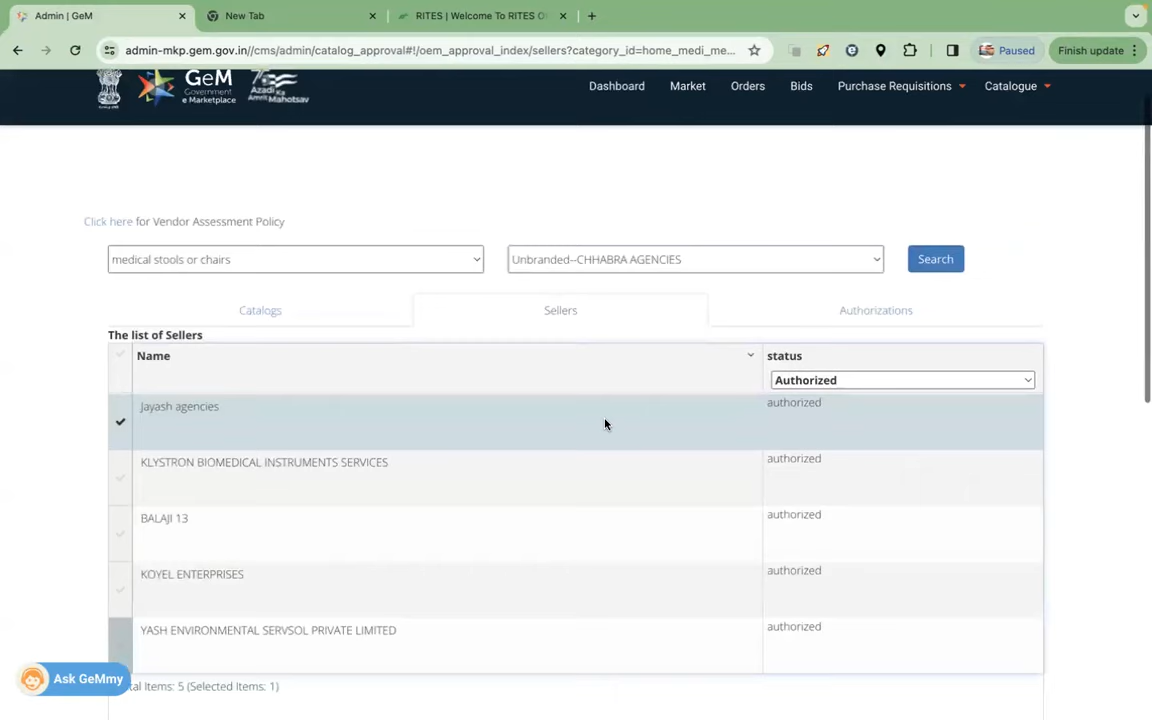 Admin | GeM
New Tab
RITES | Welcome To RITES O
admin-mkp.gem.gov.in//cms/admin/catalog_approval#!/oem_approval_index/sellers?category_id=home_medi_me...
Paused
Finish update
GeM
Government
e Marketplace
Azadi Ka
Amrit Mahotsav
Dashboard
Market
Orders
Bids
Purchase Requisitions
Catalogue
Click here for Vendor Assessment Policy
medical stools or chairs
Unbranded--CHHABRA AGENCIES
Search
Catalogs
Sellers
Authorizations
The list of Sellers
Name
status
Authorized
Jayash agencies
authorized
KLYSTRON BIOMEDICAL INSTRUMENTS SERVICES
authorized
BALAJI 13
authorized
KOYEL ENTERPRISES
authorized
YASH ENVIRONMENTAL SERVSOL PRIVATE LIMITED
authorized
Ask GeMmy
tal Items: 5 (Selected Items: 1)